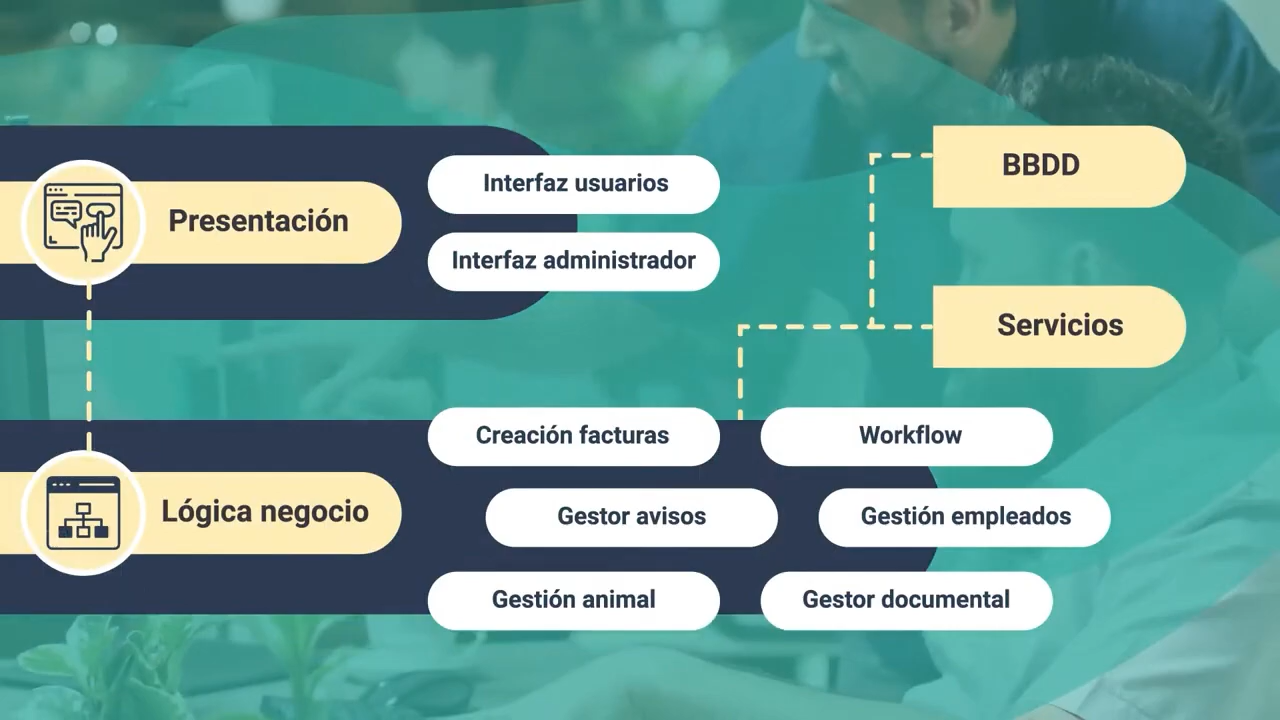 Presentación
Interfaz usuarios
Interfaz administrador
BBDD
Servicios
Lógica negocio
Creación facturas
Workflow
Gestor avisos
Gestión empleados
Gestión animal
Gestor documental